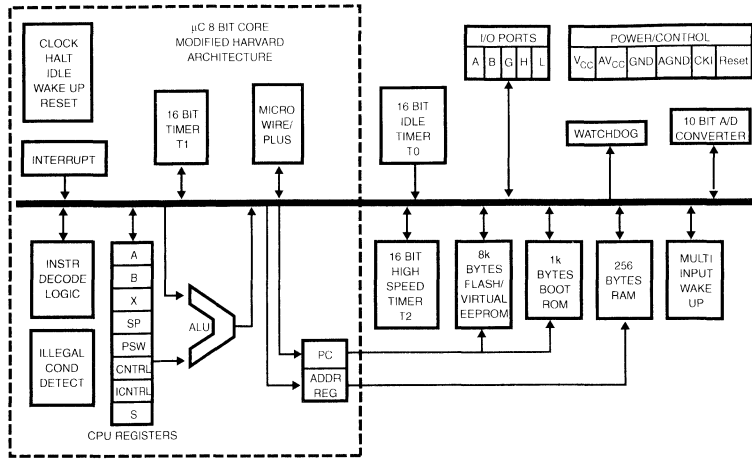 µC 8 BIT CORE
MODIFIED HARVARD
ARCHITECTURE
CLOCK
HALT
IDLE
WAKE UP
RESET
INTERRUPT
16 BIT
TIMER
T1
MICRO
WIRE/
PLUS
16 BIT
IDLE
TIMER
T0
I/O PORTS
A B G H L
POWER/CONTROL
VCC AVCC GND AGND CKI Reset
WATCHDOG
10 BIT A/D
CONVERTER
INSTR
DECODE
LOGIC
ILLEGAL
COND
DETECT
A
B
X
SP
PSW
CNTRL
ICNTRL
S
CPU REGISTERS
ALU
PC
ADDR
REG
16 BIT
HIGH
SPEED
TIMER
T2
8k
BYTES
FLASH/
VIRTUAL
EEPROM
1k
BYTES
BOOT
ROM
256
BYTES
RAM
MULTI
INPUT
WAKE
UP